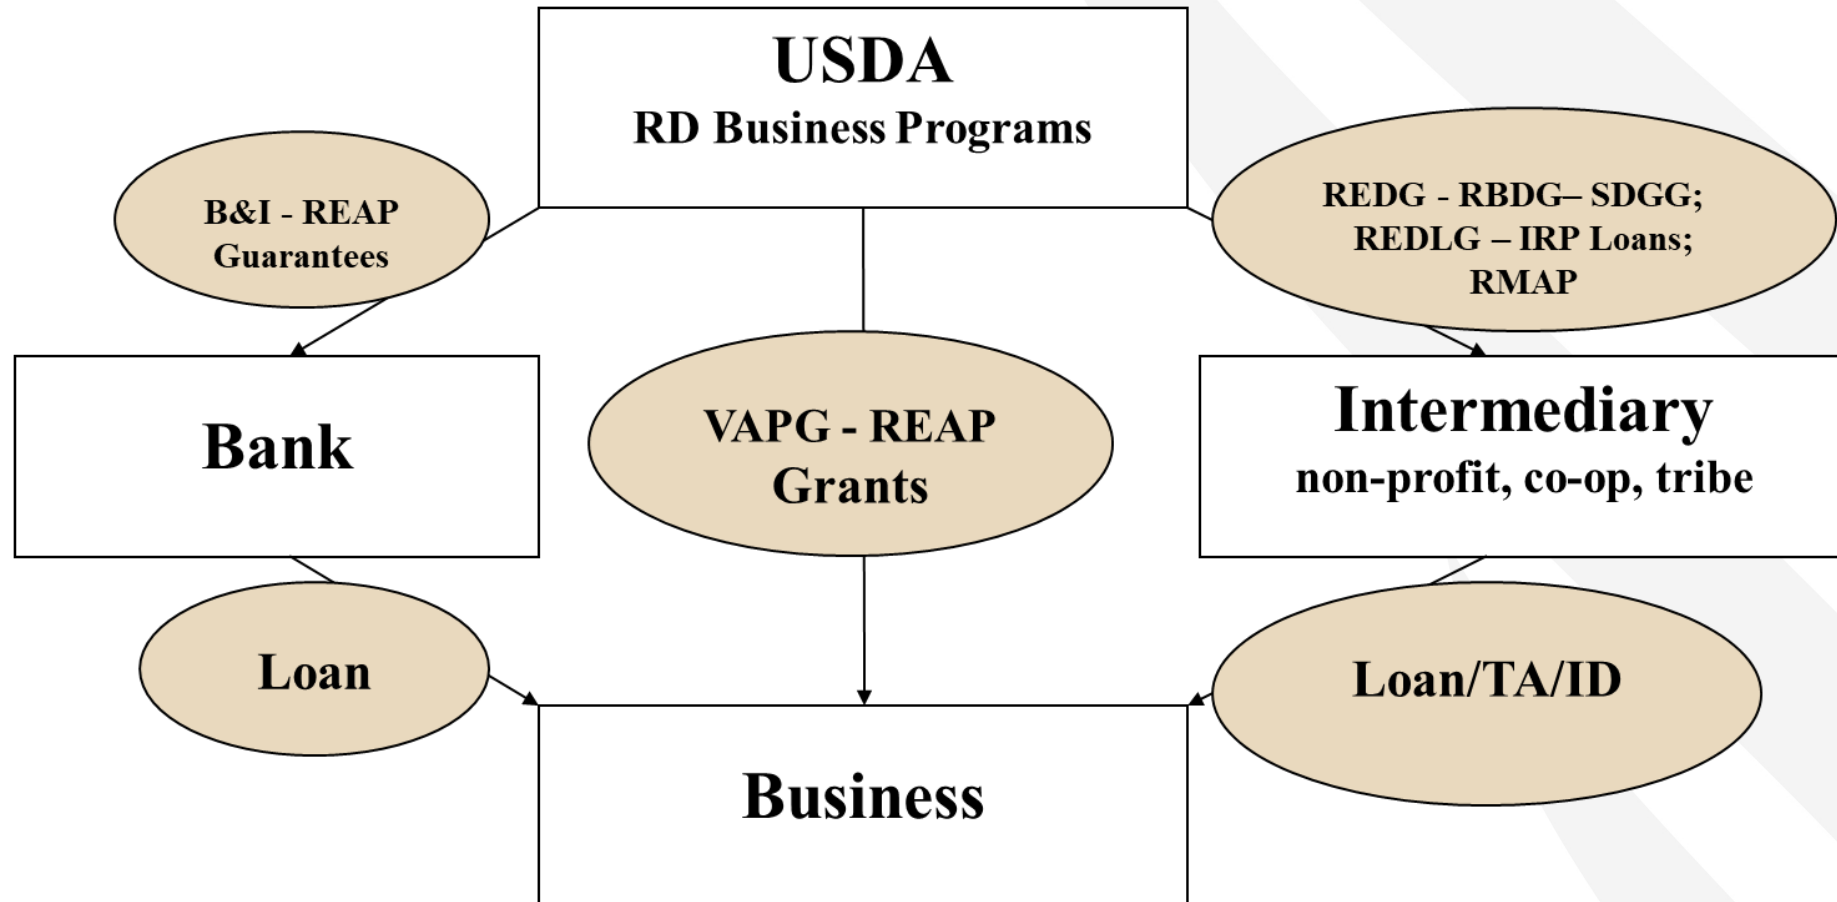 USDA
RD Business Programs
B&I - REAP
Guarantees
REDG - RBDG– SDGG;
REDLG – IRP Loans;
RMAP
Bank
VAPG - REAP
Grants
Intermediary
non-profit, co-op, tribe
Loan
Loan/TA/ID
Business